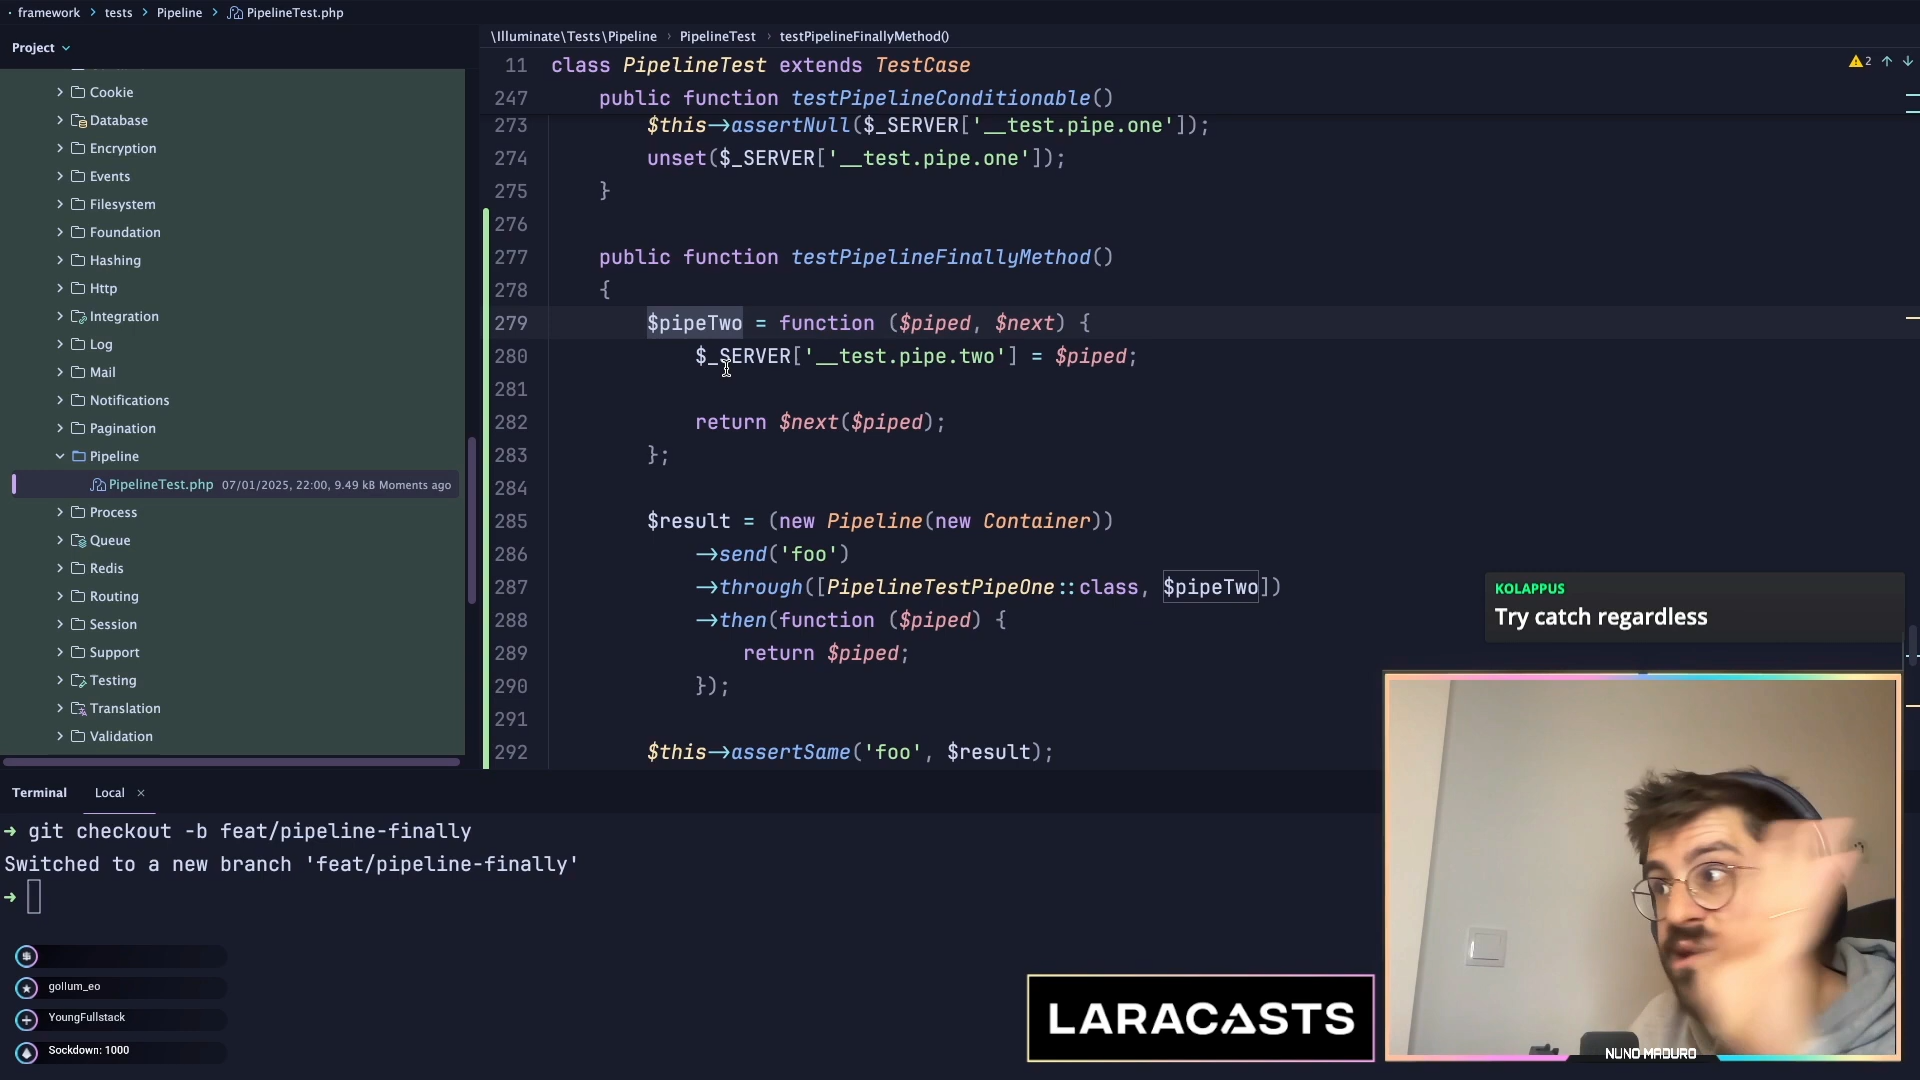 framework > tests > Pipeline > PipelineTest.php
Project
Cookie
Database
Encryption
Events
Filesystem
Foundation
Hashing
Http
Integration
Log
Mail
Notifications
Pagination
Pipeline
PipelineTest.php 07/01/2025, 22:00, 9.49 kB Moments ago
Process
Queue
Redis
Routing
Session
Support
Testing
Translation
Validation
\Illuminate\Tests\Pipeline > PipelineTest > testPipelineFinallyMethod()
2
11 class PipelineTest extends TestCase
247 public function testPipelineConditionable()
273 $this->assertNull($_SERVER['__test.pipe.one']);
274 unset($_SERVER['__test.pipe.one']);
275 }
276
277 public function testPipelineFinallyMethod()
278 {
279 $pipeTwo = function ($piped, $next) {
280 $_SERVER['__test.pipe.two'] = $piped;
281
282 return $next($piped);
283 };
284
285 $result = (new Pipeline(new Container))
286 ->send('foo')
287 ->through([PipelineTestPipeOne::class, $pipeTwo])
288 ->then(function ($piped) {
289 return $piped;
290 });
291
292 $this->assertSame('foo', $result);
KOLAPPUS
Try catch regardless
Terminal Local ×
➜ git checkout -b feat/pipeline-finally
Switched to a new branch 'feat/pipeline-finally'
➜
gollum_eo
YoungFullstack
Sockdown: 1000
LARACASTS
NUNO MADURO